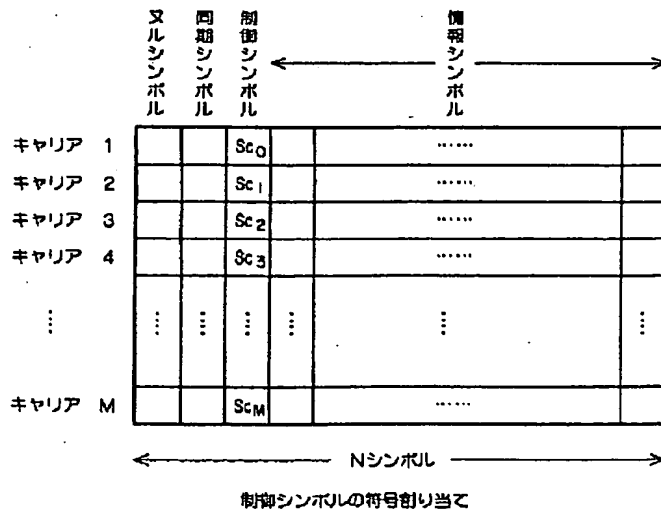 ヌルシンボル
同期シンボル
制御シンボル
情報シンボル
キャリア 1 Sc0 ……
キャリア 2 Sc1 ……
キャリア 3 Sc2 ……
キャリア 4 Sc3 ……
キャリア M ScM ……
Nシンボル
制御シンボルの符号割り当て